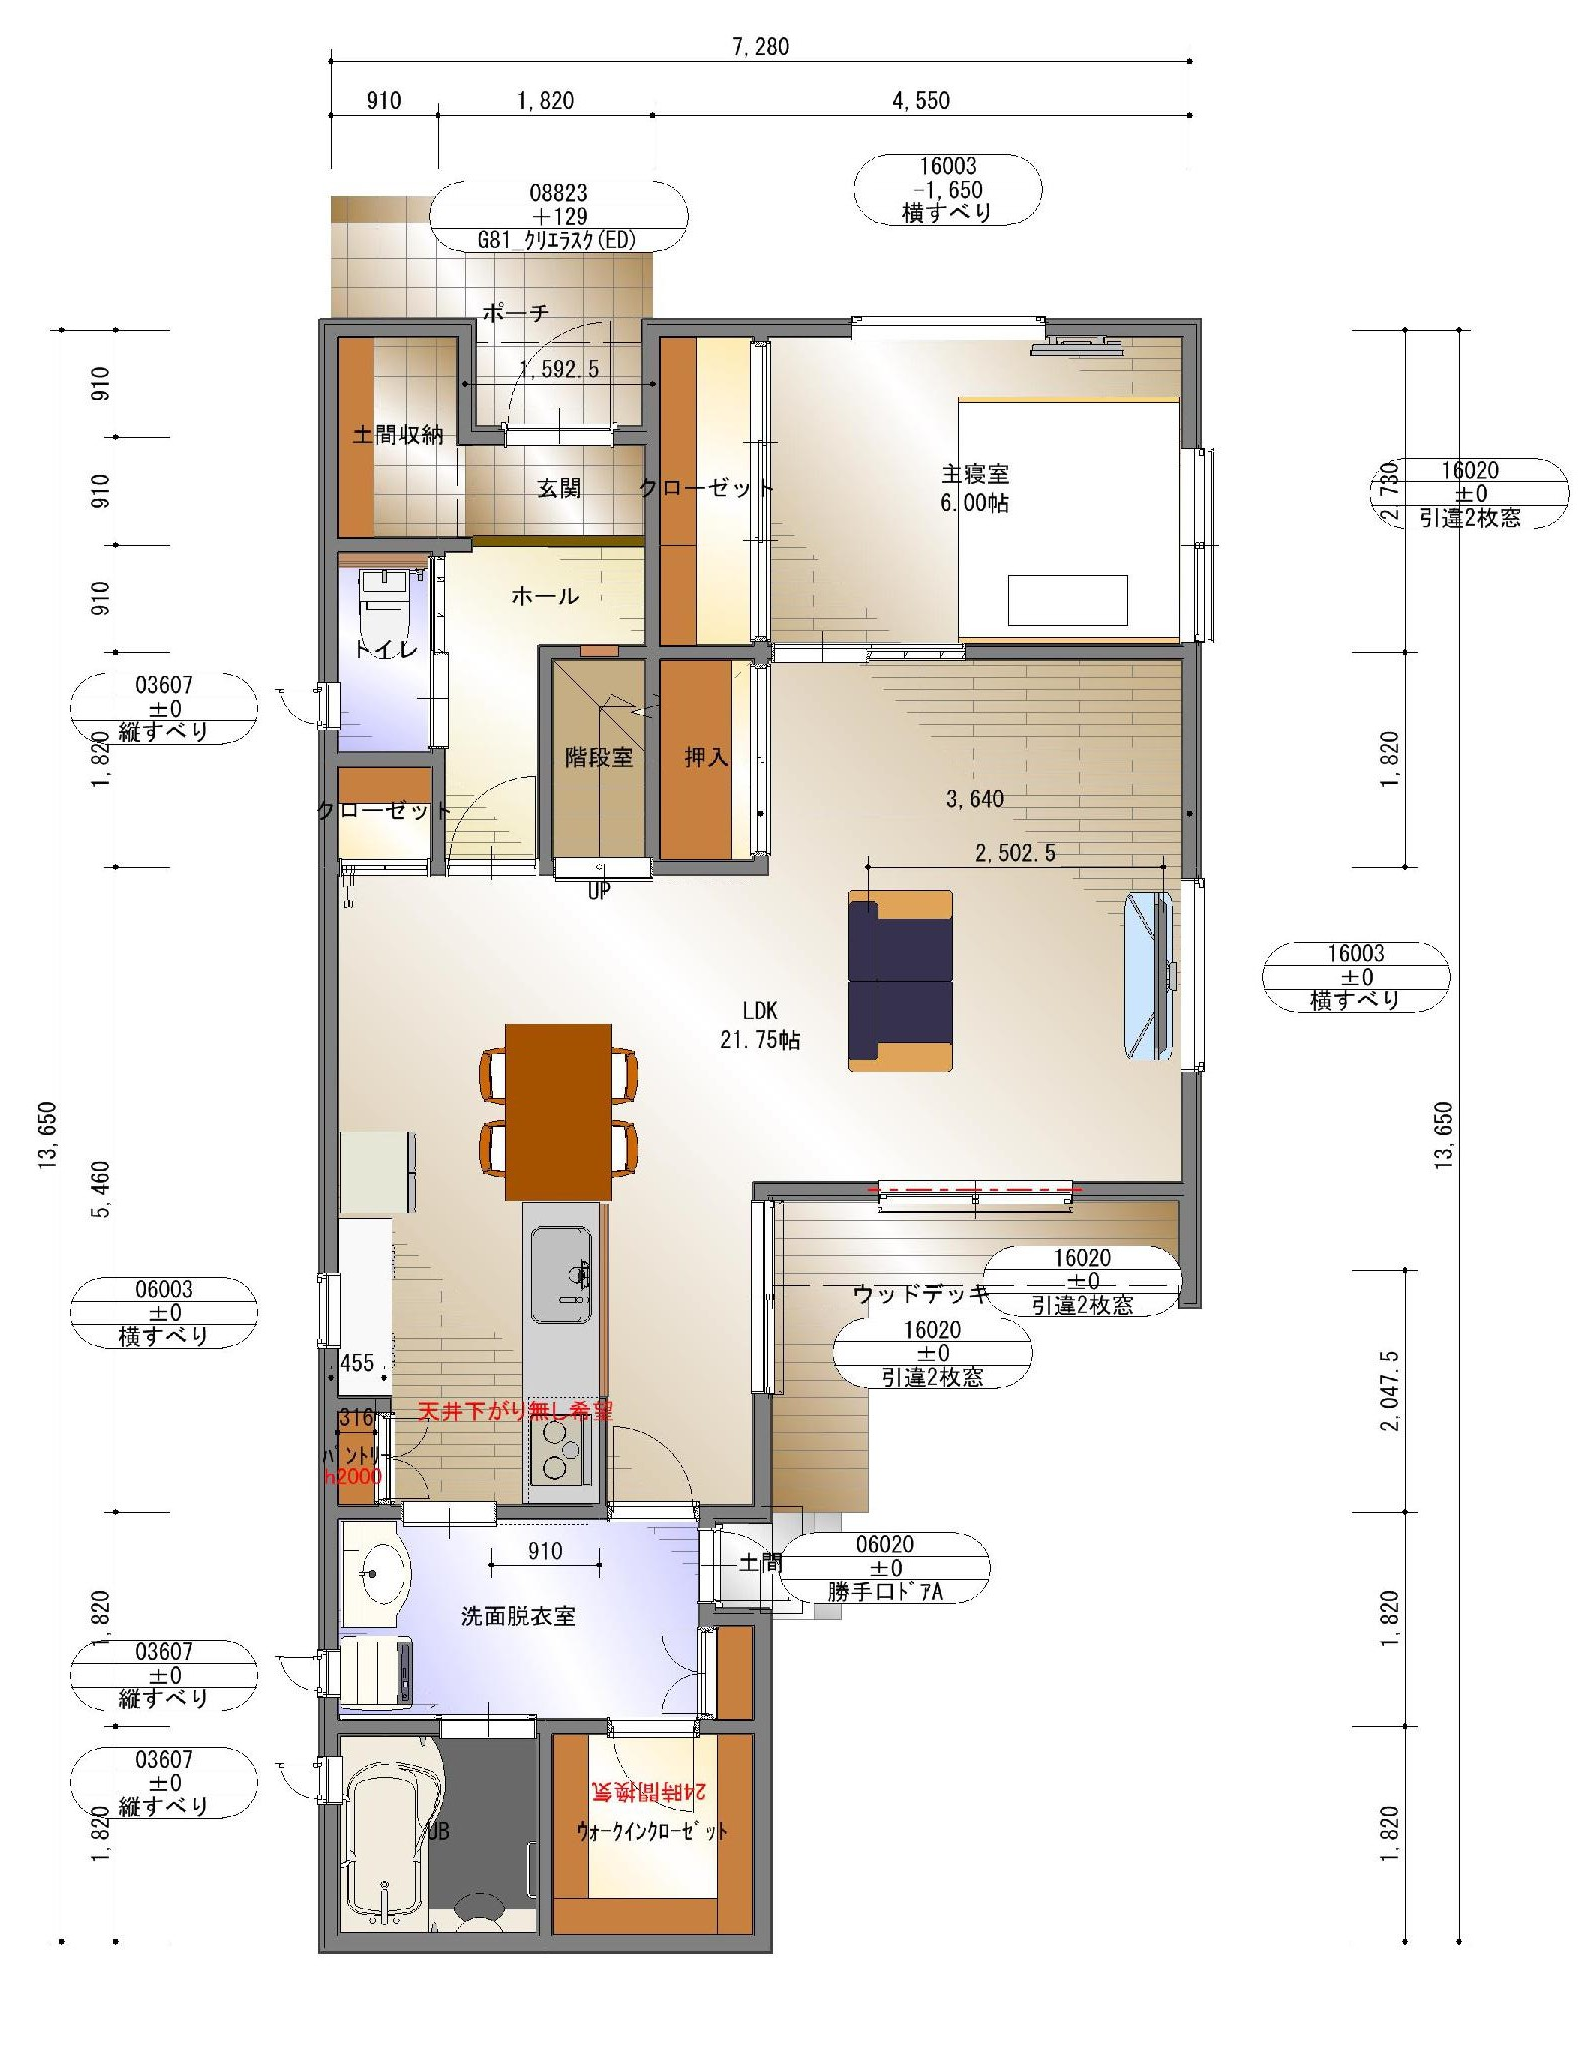 7,280
910
1,820
4,550
08823
+129
G81_ｸﾘｴﾗｽｸ(ED)
16003
-1,650
横すべり
ポーチ
1,592.5
910
土間収納
玄関
クローゼット
主寝室
6.00帖
16020
±0
引違2枚窓
2,730
910
910
ホール
トイレ
03607
±0
縦すべり
1,820
クローゼット
階段室
押入
UP
3,640
2,502.5
1,820
LDK
21.75帖
16003
±0
横すべり
13,650
5,460
13,650
06003
±0
横すべり
455
316
天井下がり無し希望
パントリー
h2000
ウッドデッキ
16020
±0
引違2枚窓
16020
±0
引違2枚窓
2,047.5
910
土間
06020
±0
勝手口ﾄﾞｱA
洗面脱衣室
1,820
1,820
03607
±0
縦すべり
03607
±0
縦すべり
1,820
UB
24時間換気
ｳｫｰｸインｸﾛｰｾﾞｯﾄ
1,820